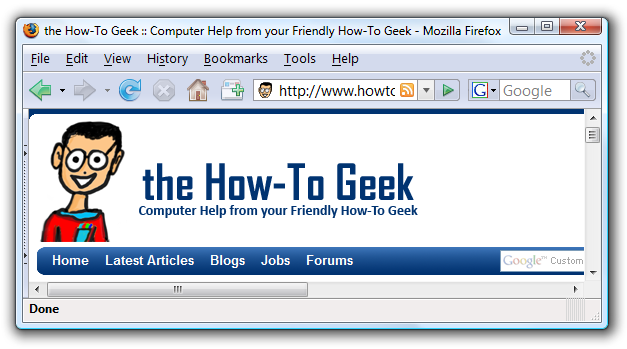 the How-To Geek :: Computer Help from your Friendly How-To Geek - Mozilla Firefox
File Edit View History Bookmarks Tools Help
http://www.howto G Google
the How-To Geek
Computer Help from your Friendly How-To Geek
Home Latest Articles Blogs Jobs Forums Google™ Custom
Done